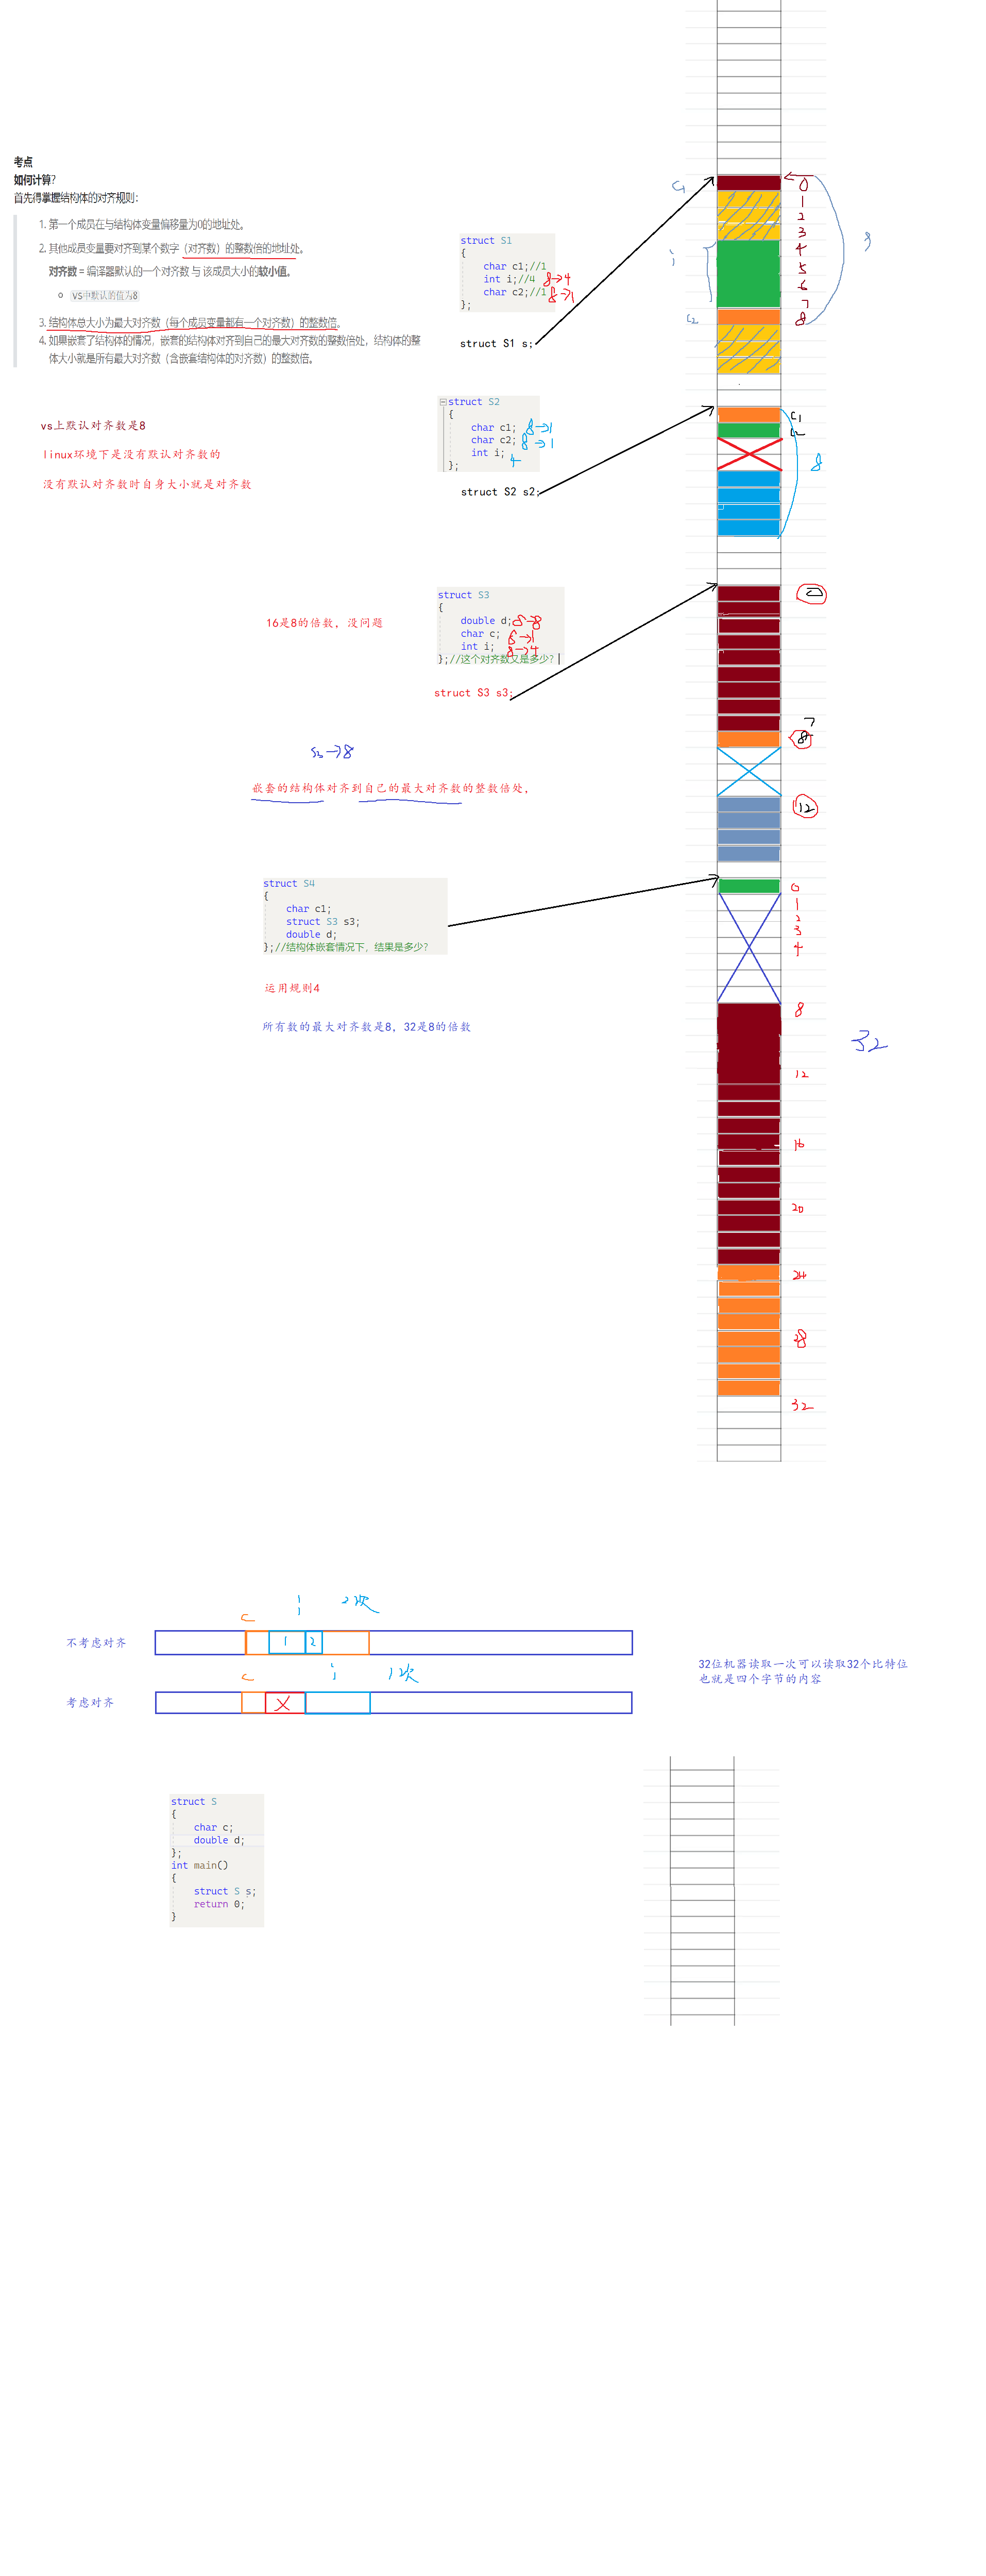 考点
如何计算?
首先得掌握结构体的对齐规则:
1. 第一个成员在与结构体变量偏移量为0的地址处。
2. 其他成员变量要对齐到某个数字（对齐数）的整数倍的地址处。
对齐数 = 编译器默认的一个对齐数 与 该成员大小的较小值。
VS中默认的值为8
3. 结构体总大小为最大对齐数（每个成员变量都有一个对齐数）的整数倍。
4. 如果嵌套了结构体的情况，嵌套的结构体对齐到自己的最大对齐数的整数倍处，结构体的整
体大小就是所有最大对齐数（含嵌套结构体的对齐数）的整数倍。
struct S1
{
char c1;//1
int i;//4 8→4
char c2;//1 8→1
};
struct S1 s;
c1
i
c2
0
1
2
3
4
5
6
7
8
vs上默认对齐数是8
linux环境下是没有默认对齐数的
没有默认对齐数时自身大小就是对齐数
struct S2
{
char c1; 8→1
char c2; 8→1
int i; 4
};
struct S2 s2;
c1
8
16是8的倍数，没问题
struct S3
{
double d; 8→8
char c; 8→1
int i; 8→4
};//这个对齐数又是多少?
struct S3 s3;
0
7
8
12
S3→8
嵌套的结构体对齐到自己的最大对齐数的整数倍处，
struct S4
{
char c1;
struct S3 s3;
double d;
};//结构体嵌套情况下，结果是多少?
运用规则4
所有数的最大对齐数是8，32是8的倍数
0
1
2
3
4
8
12
16
20
24
28
32
32
c i 2次
不考虑对齐 1 2
c i 1次
考虑对齐
32位机器读取一次可以读取32个比特位
也就是四个字节的内容
struct S
{
char c;
double d;
};
int main()
{
struct S s;
return 0;
}